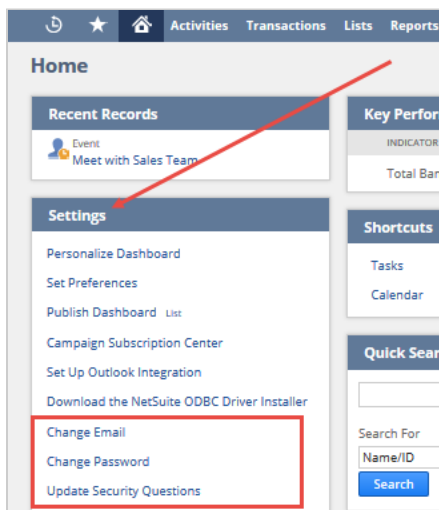 Activities Transactions Lists Reports
Home
Recent Records
Event
Meet with Sales Team
Settings
Personalize Dashboard
Set Preferences
Publish Dashboard List
Campaign Subscription Center
Set Up Outlook Integration
Download the NetSuite ODBC Driver Installer
Change Email
Change Password
Update Security Questions
Key Perfor
INDICATOR
Total Bar
Shortcuts
Tasks
Calendar
Quick Sear
Search For
Name/ID
Search